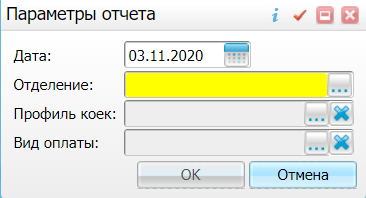 Параметры отчета
Дата: 03.11.2020
Отделение: ...
Профиль коек: ...
Вид оплаты: ...
OK Отмена